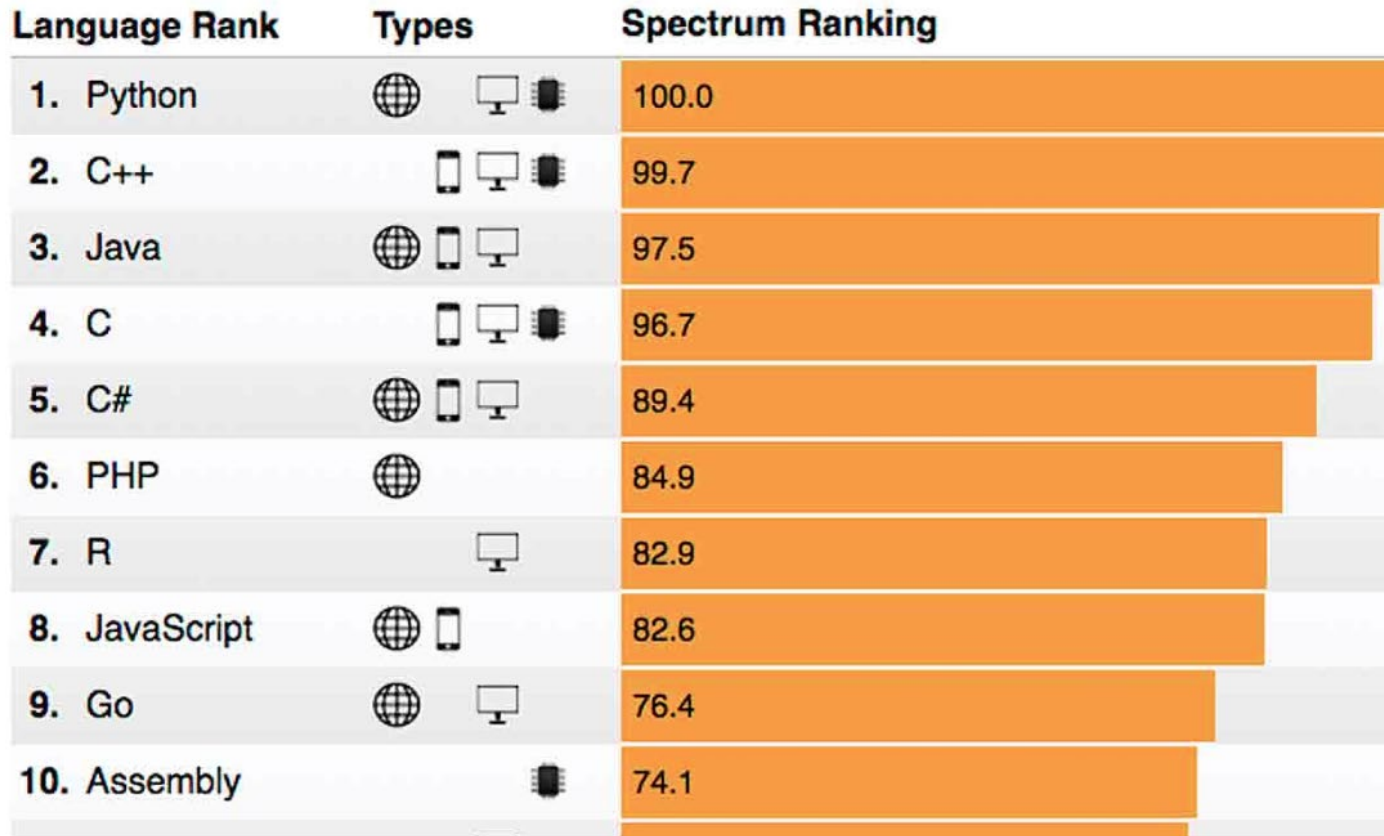 Language Rank Types Spectrum Ranking
1. Python 100.0
2. C++ 99.7
3. Java 97.5
4. C 96.7
5. C# 89.4
6. PHP 84.9
7. R 82.9
8. JavaScript 82.6
9. Go 76.4
10. Assembly 74.1